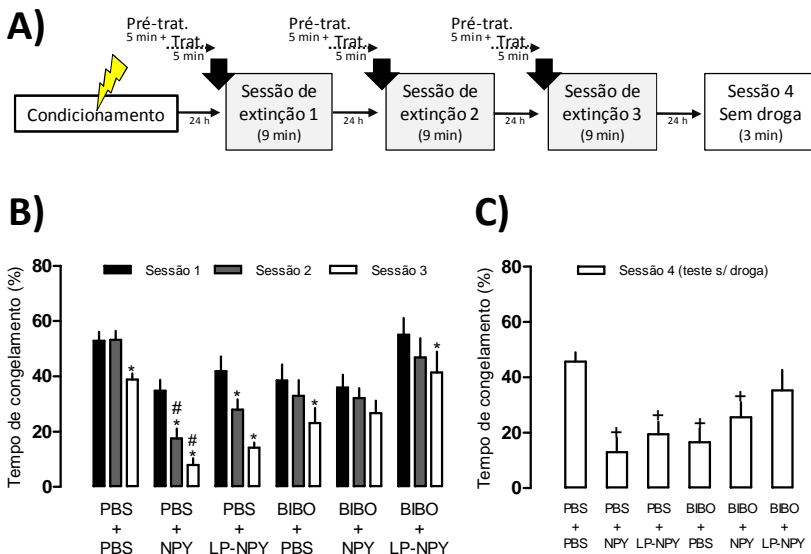 A)
Pré-trat.
5 min + Trat.
5 min
Pré-trat.
5 min + Trat.
5 min
Pré-trat.
5 min + Trat.
5 min
Condicionamento
24 h
Sessão de
extinção 1
(9 min)
24 h
Sessão de
extinção 2
(9 min)
24 h
Sessão de
extinção 3
(9 min)
24 h
Sessão 4
Sem droga
(3 min)
B)
Tempo de congelamento (%)
80
60
40
20
0
Sessão 1 Sessão 2 Sessão 3
*
# *
# *
*
*
*
*
PBS + PBS
PBS + NPY
PBS + LP-NPY
BIBO + PBS
BIBO + NPY
BIBO + LP-NPY
C)
Tempo de congelamento (%)
80
60
40
20
0
Sessão 4 (teste s/ droga)
+ + + +
PBS + PBS
PBS + NPY
PBS + LP-NPY
BIBO + PBS
BIBO + NPY
BIBO + LP-NPY